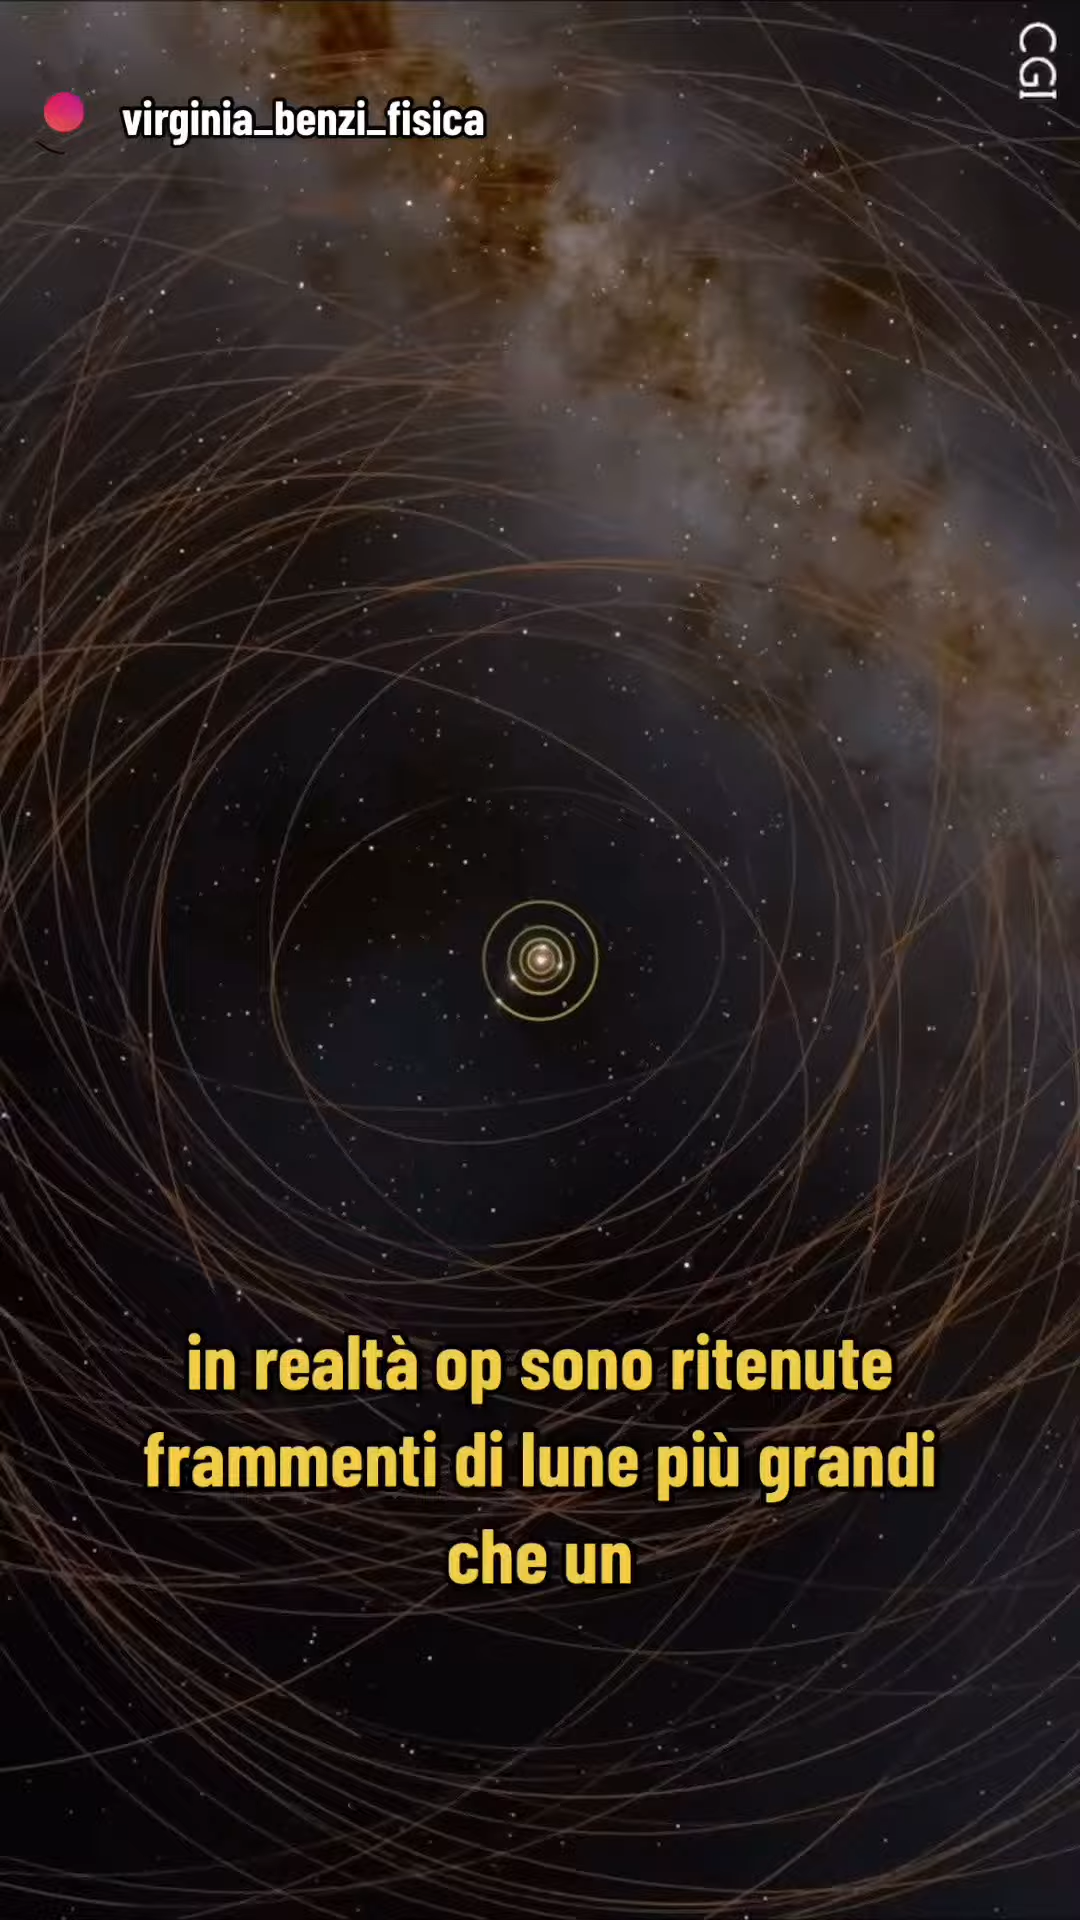 CGI
virginia_benzi_fisica
in realtà op sono ritenute
frammenti di lune più grandi
che un